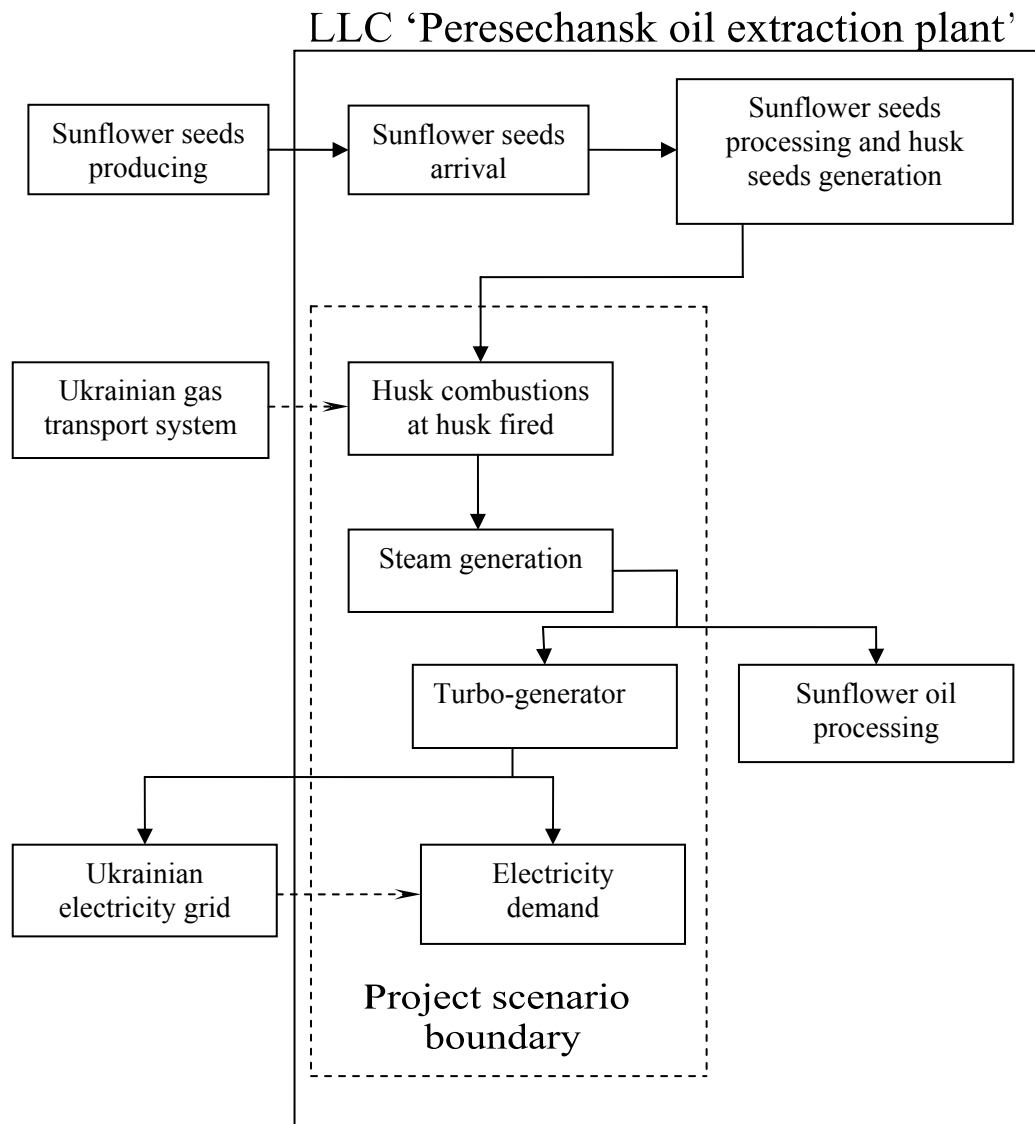 LLC ‘Peresechansk oil extraction plant’
Sunflower seeds
producing
Sunflower seeds
arrival
Sunflower seeds
processing and husk
seeds generation
Ukrainian gas
transport system
Husk combustions
at husk fired
Steam generation
Turbo-generator
Sunflower oil
processing
Ukrainian
electricity grid
Electricity
demand
Project scenario
boundary